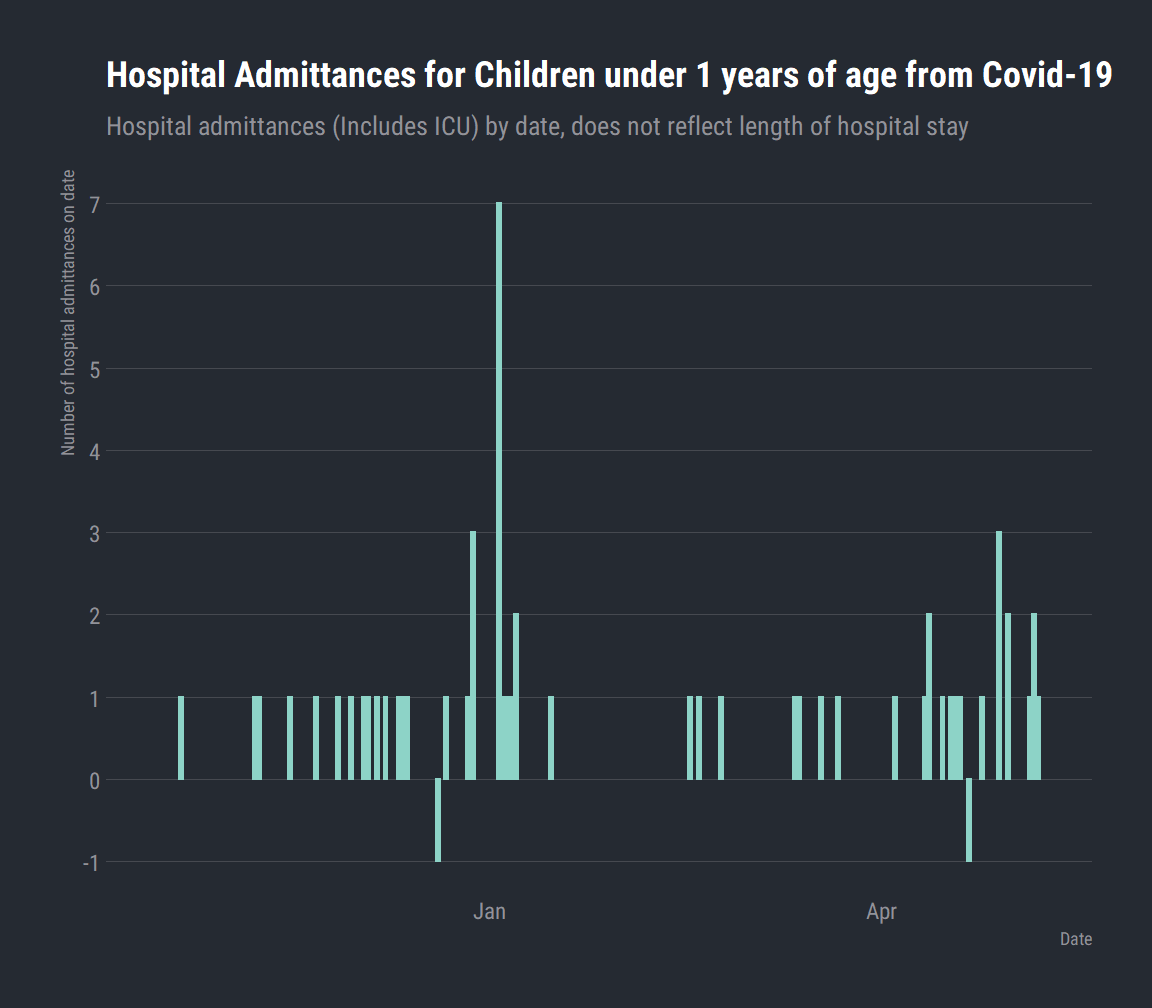 Hospital Admittances for Children under 1 years of age from Covid-19
Hospital admittances (Includes ICU) by date, does not reflect length of hospital stay
Number of hospital admittances on date
7
6
5
4
3
2
1
0
-1
Jan
Apr
Date